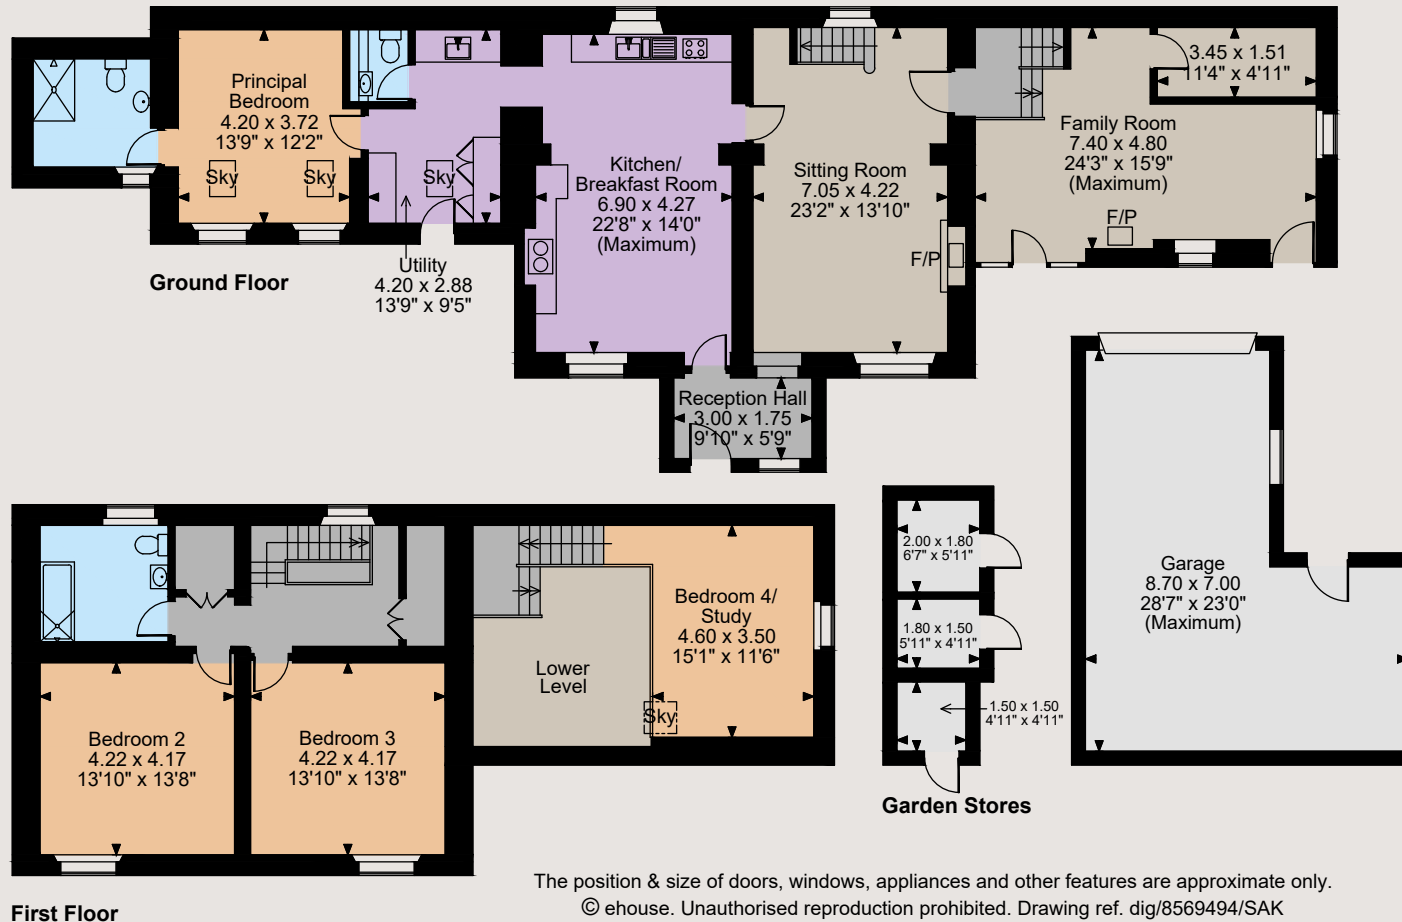 Principal
Bedroom
4.20 x 3.72
13'9" x 12'2"
Sky
Sky
Sky
Utility
4.20 x 2.88
13'9" x 9'5"
Kitchen/
Breakfast Room
6.90 x 4.27
22'8" x 14'0"
(Maximum)
Sitting Room
7.05 x 4.22
23'2" x 13'10"
F/P
3.45 x 1.51
11'4" x 4'11"
Family Room
7.40 x 4.80
24'3" x 15'9"
(Maximum)
F/P
Reception Hall
3.00 x 1.75
9'10" x 5'9"
Ground Floor
Bedroom 2
4.22 x 4.17
13'10" x 13'8"
Bedroom 3
4.22 x 4.17
13'10" x 13'8"
Lower
Level
Bedroom 4/
Study
4.60 x 3.50
15'1" x 11'6"
Sky
First Floor
2.00 x 1.80
6'7" x 5'11"
1.80 x 1.50
5'11" x 4'11"
1.50 x 1.50
4'11" x 4'11"
Garden Stores
Garage
8.70 x 7.00
28'7" x 23'0"
(Maximum)
The position & size of doors, windows, appliances and other features are approximate only.
© ehouse. Unauthorised reproduction prohibited. Drawing ref. dig/8569494/SAK